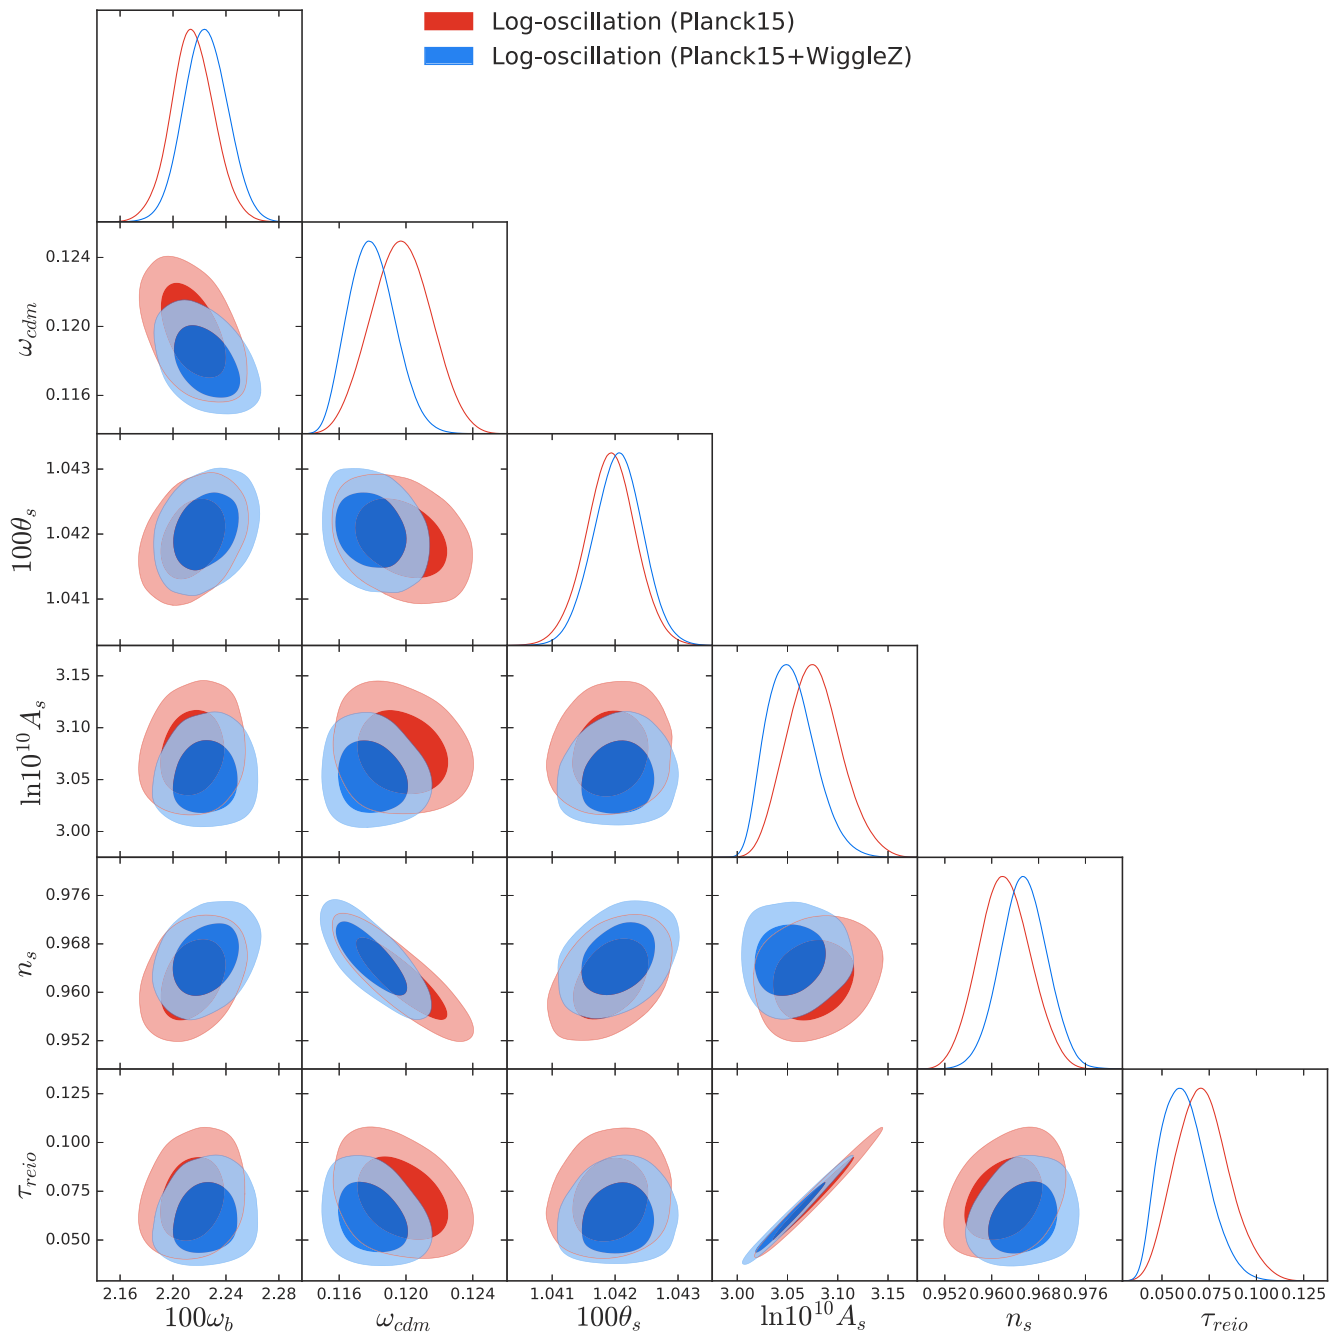 Log-oscillation (Planck15)
Log-oscillation (Planck15+WiggleZ)
0.124
0.120
0.116
ω_cdm
1.043
1.042
1.041
100θ_s
3.15
3.10
3.05
3.00
ln10^10 A_s
0.976
0.968
0.960
0.952
n_s
0.125
0.100
0.075
0.050
τ_reio
2.16 2.20 2.24 2.28 0.116 0.120 0.124 1.041 1.042 1.043 3.00 3.05 3.10 3.15 0.952 0.960 0.968 0.976 0.050 0.075 0.100 0.125
100ω_b ω_cdm 100θ_s ln10^10 A_s n_s τ_reio